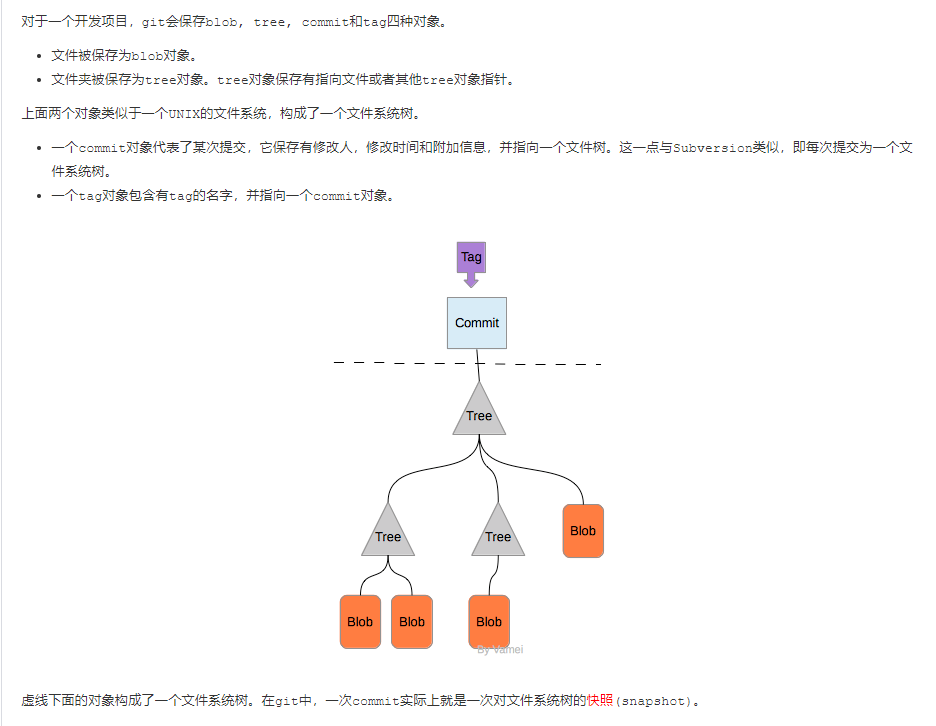 对于一个开发项目，git会保存blob, tree, commit和tag四种对象。
• 文件被保存为blob对象。
• 文件夹被保存为tree对象。tree对象保存有指向文件或者其他tree对象指针。
上面两个对象类似于一个UNIX的文件系统，构成了一个文件系统树。
• 一个commit对象代表了某次提交，它保存有修改人，修改时间和附加信息，并指向一个文件树。这一点与Subversion类似，即每次提交为一个文
件系统树。
• 一个tag对象包含有tag的名字，并指向一个commit对象。
Tag
Commit
Tree
Blob
Tree
Tree
Blob
Blob
Blob
By Vamei
虚线下面的对象构成了一个文件系统树。在git中，一次commit实际上就是一次对文件系统树的快照(snapshot)。